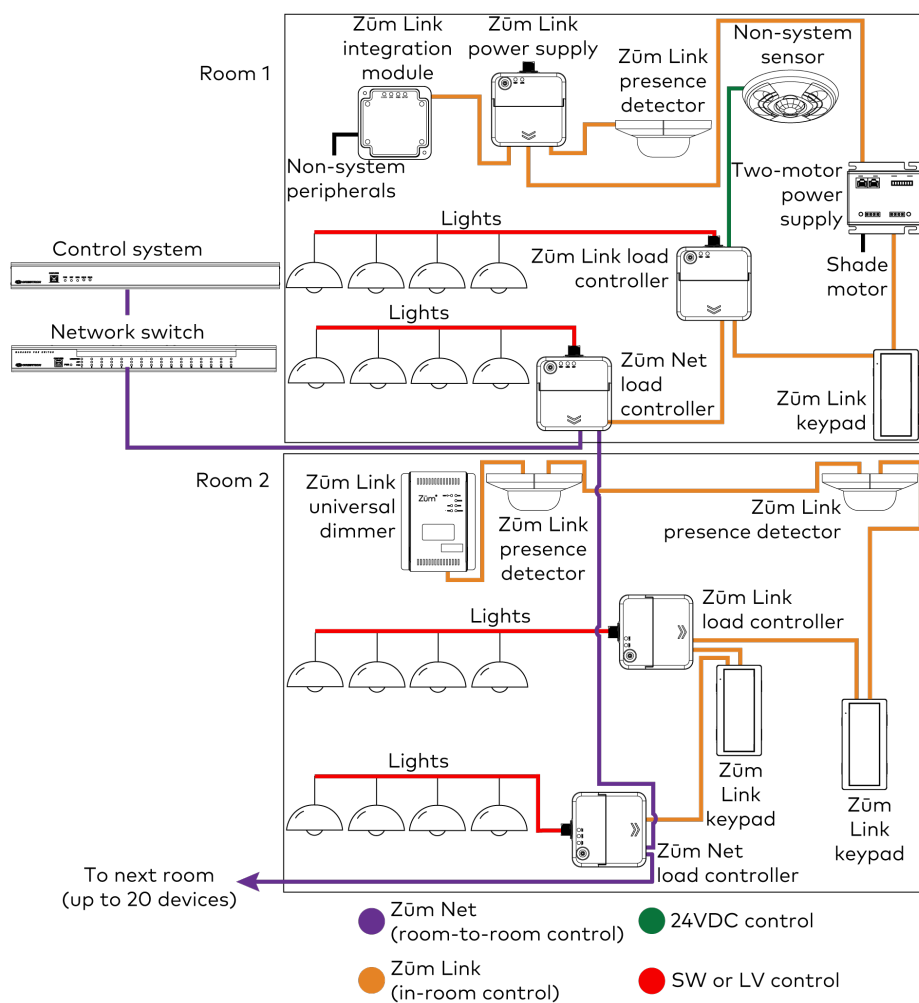 Room 1
Zūm Link
integration
module
Zūm Link
power supply
Zūm Link
presence
detector
Non-system
sensor
Non-system
peripherals
Two-motor
power
supply
Lights
Zūm Link load
controller
Shade
motor
Control system
Network switch
Lights
Zūm Net
load
controller
Zūm Link
keypad
Room 2
Zūm Link
universal
dimmer
Zūm
Zūm Link
presence
detector
Zūm Link
presence detector
Lights
Zūm Link
load controller
Lights
Zūm
Link
keypad
Zūm
Link
keypad
Zūm Net
load controller
To next room
(up to 20 devices)
Zūm Net
(room-to-room control)
24VDC control
Zūm Link
(in-room control)
SW or LV control